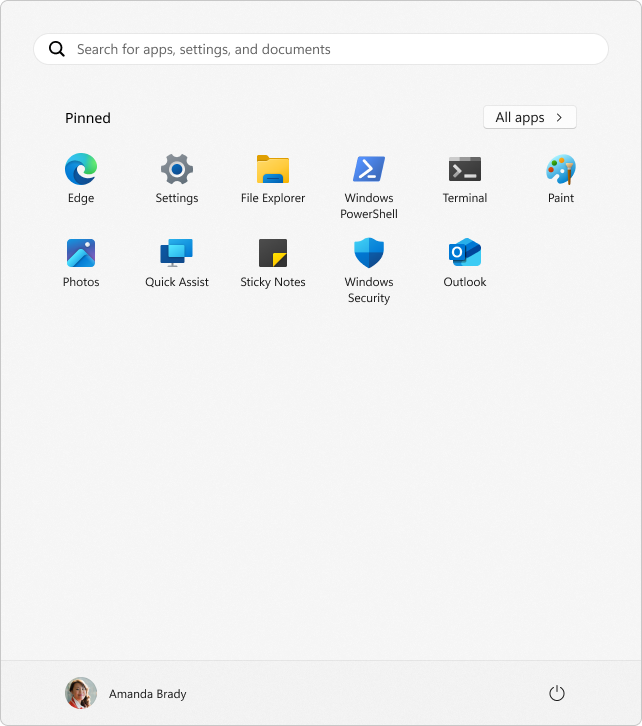 Search for apps, settings, and documents
Pinned
All apps
Edge
Settings
File Explorer
Windows
PowerShell
Terminal
Paint
Photos
Quick Assist
Sticky Notes
Windows
Security
Outlook
Amanda Brady